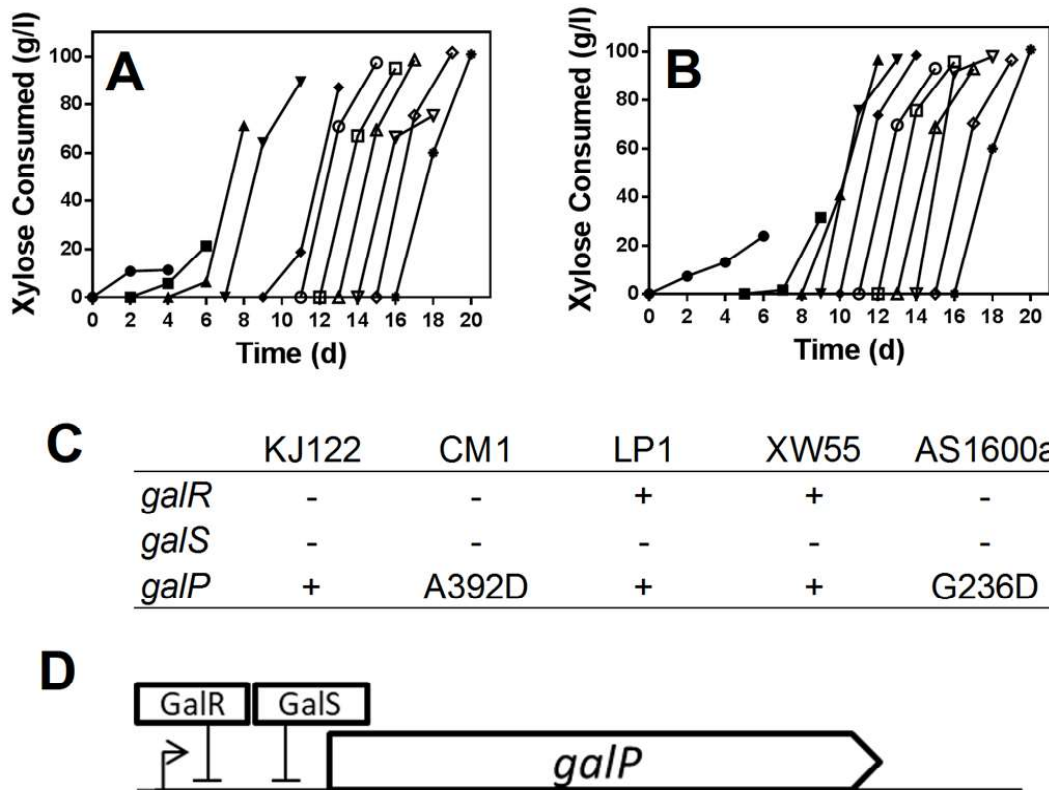 A
Xylose Consumed (g/l)
100
80
60
40
20
0
0 2 4 6 8 10 12 14 16 18 20
Time (d)
B
Xylose Consumed (g/l)
100
80
60
40
20
0
0 2 4 6 8 10 12 14 16 18 20
Time (d)
C
KJ122 CM1 LP1 XW55 AS1600a
galR - - + + -
galS - - - - -
galP + A392D + + G236D
D
GalR GalS
galP